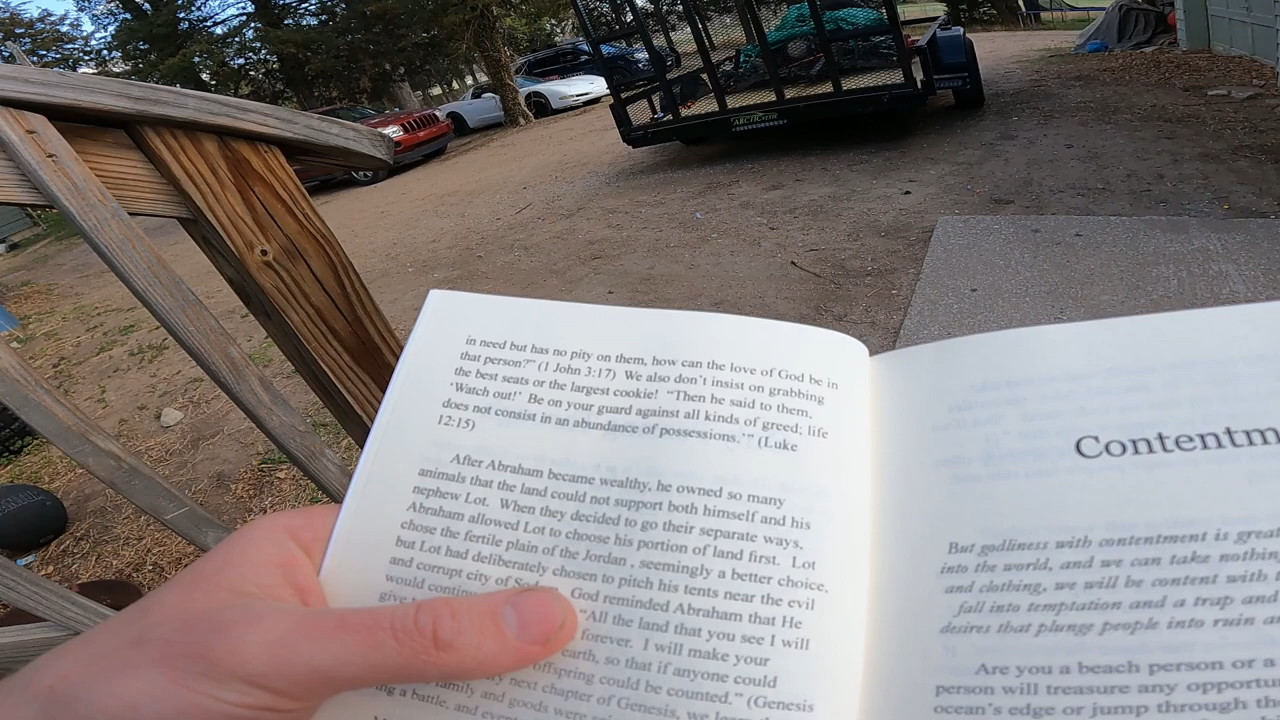 ARCTIC
in need but has no pity on them, how can the love of God be in
that person?" (1 John 3:17) We also don't insist on grabbing
the best seats or the largest cookie! "Then he said to them,
'Watch out!' Be on your guard against all kinds of greed; life
does not consist in an abundance of possessions.'" (Luke
12:15)
After Abraham became wealthy, he owned so many
animals that the land could not support both himself and his
nephew Lot. When they decided to go their separate ways,
Abraham allowed Lot to choose his portion of land first. Lot
chose the fertile plain of the Jordan , seemingly a better choice,
but Lot had deliberately chosen to pitch his tents near the evil
and corrupt city of God reminded Abraham that He
would
give "All the land that you see I will
forever. I will make your
earth, so that if anyone could
offspring could be counted." (Genesis
next chapter of Genesis, we
family and goods were
a battle, and
Contentm
But godliness with contentment is grea
into the world, and we can take nothin
and clothing, we will be content with
fall into temptation and a trap and
desires that plunge people into ruin a
Are you a beach person or a
person will treasure any opportu
ocean's edge or jump through th